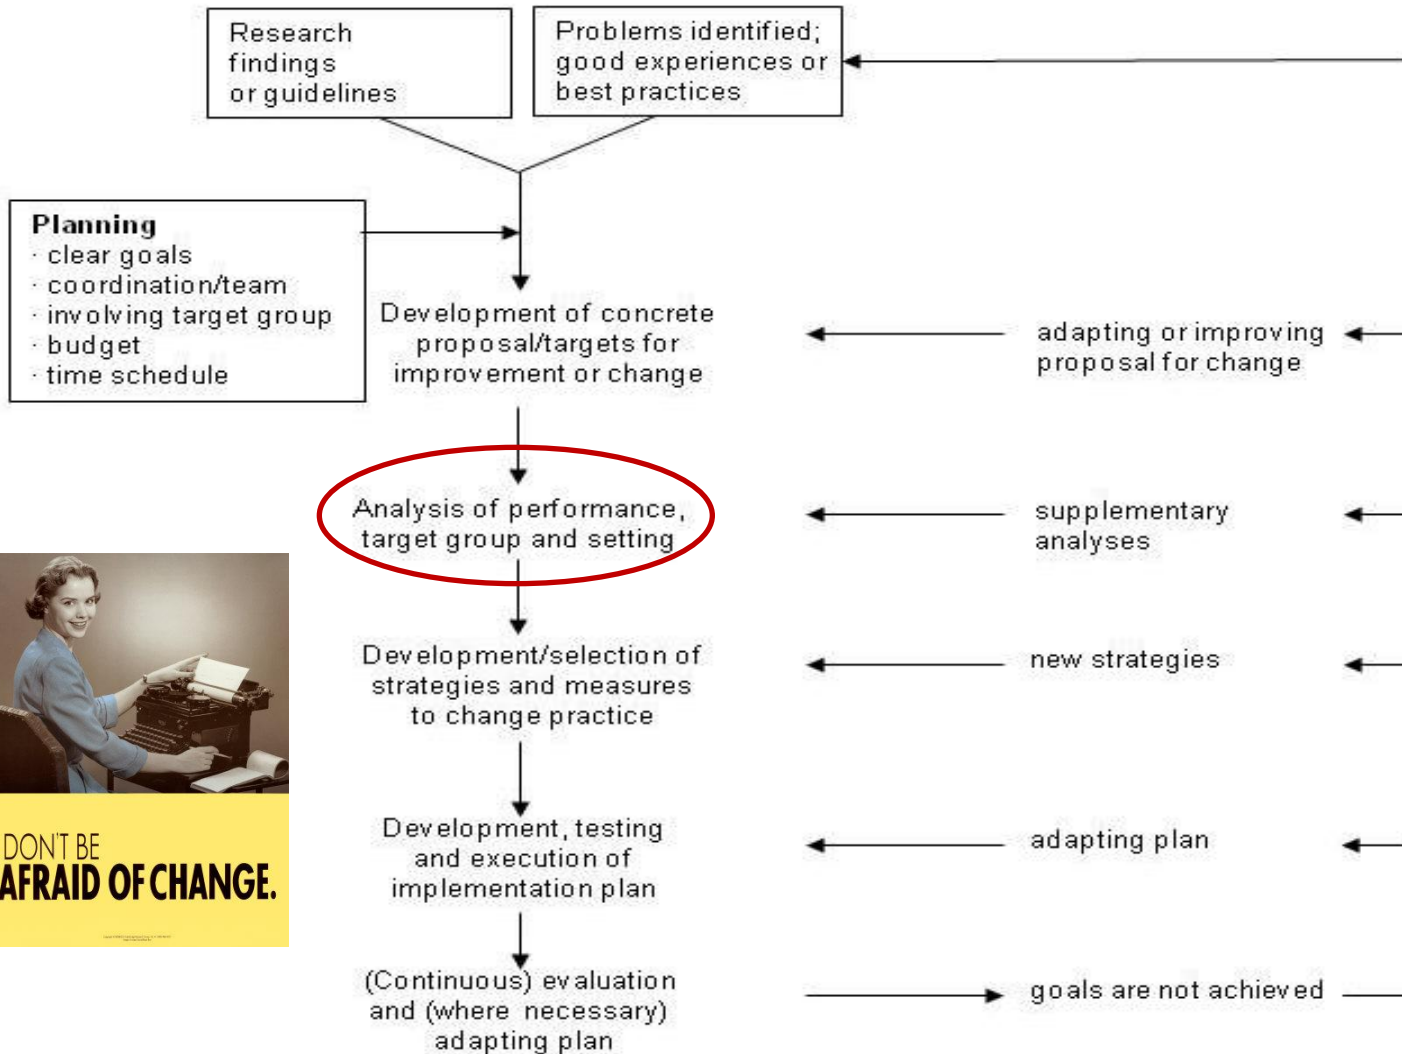 Research
findings
or guidelines
Problems identified;
good experiences or
best practices
Planning
· clear goals
· coordination/team
· involving target group
· budget
· time schedule
Development of concrete
proposal/targets for
improvement or change
adapting or improving
proposal for change
Analysis of performance,
target group and setting
supplementary
analyses
Development/selection of
strategies and measures
to change practice
new strategies
DON'T BE
AFRAID OF CHANGE.
Development, testing
and execution of
implementation plan
adapting plan
(Continuous) evaluation
and (where necessary)
adapting plan
goals are not achieved